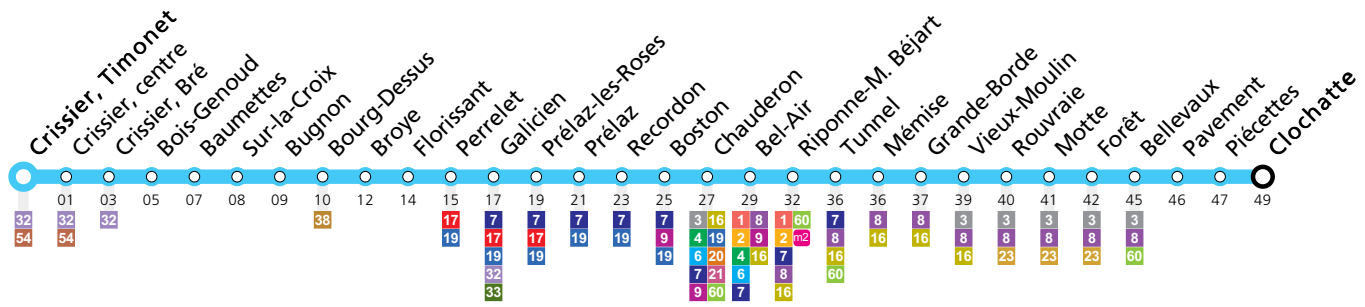 Crissier, Timonet
Crissier, centre
Crissier, Bré
Bois-Genoud
Baumettes
Sur-la-Croix
Bugnon
Bourg-Dessus
Broye
Florissant
Perrelet
Galicien
Prélaz-les-Roses
Prélaz
Recordon
Boston
Chauderon
Bel-Air
Riponne-M. Béjart
Tunnel
Mémise
Grande-Borde
Vieux-Moulin
Rouvraie
Motte
Forêt
Bellevaux
Pavement
Piécettes
Clochatte
01 03 05 07 08 09 10 12 14 15 17 19 21 23 25 27 29 32 36 36 37 39 40 41 42 45 46 47 49
32 32 32 38 17 7 7 7 7 7 3 16 1 8 1 60 7 8 8 3 3 3 3 3
54 54 19 17 17 19 19 9 4 19 2 9 2 m2 8 16 16 8 8 8 8 8
19 19 19 6 20 4 16 7 16 16 23 23 23 60
32 7 21 6 8 60
33 9 60 7 16